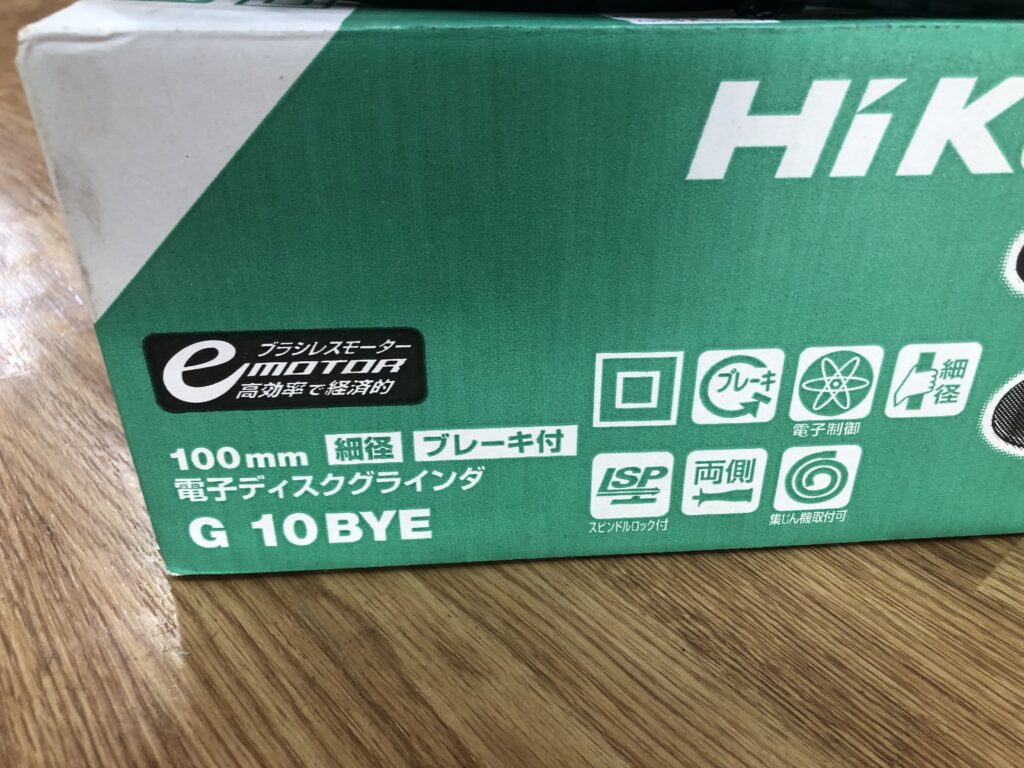 HiK
ブラシレスモーター
e MOTOR
高効率で経済的
100mm 細径 ブレーキ付
電子ディスクグラインダ
G 10BYE
ブレーキ
電子制御
細径
LSP
スピンドルロック付
両側
集じん機取付可